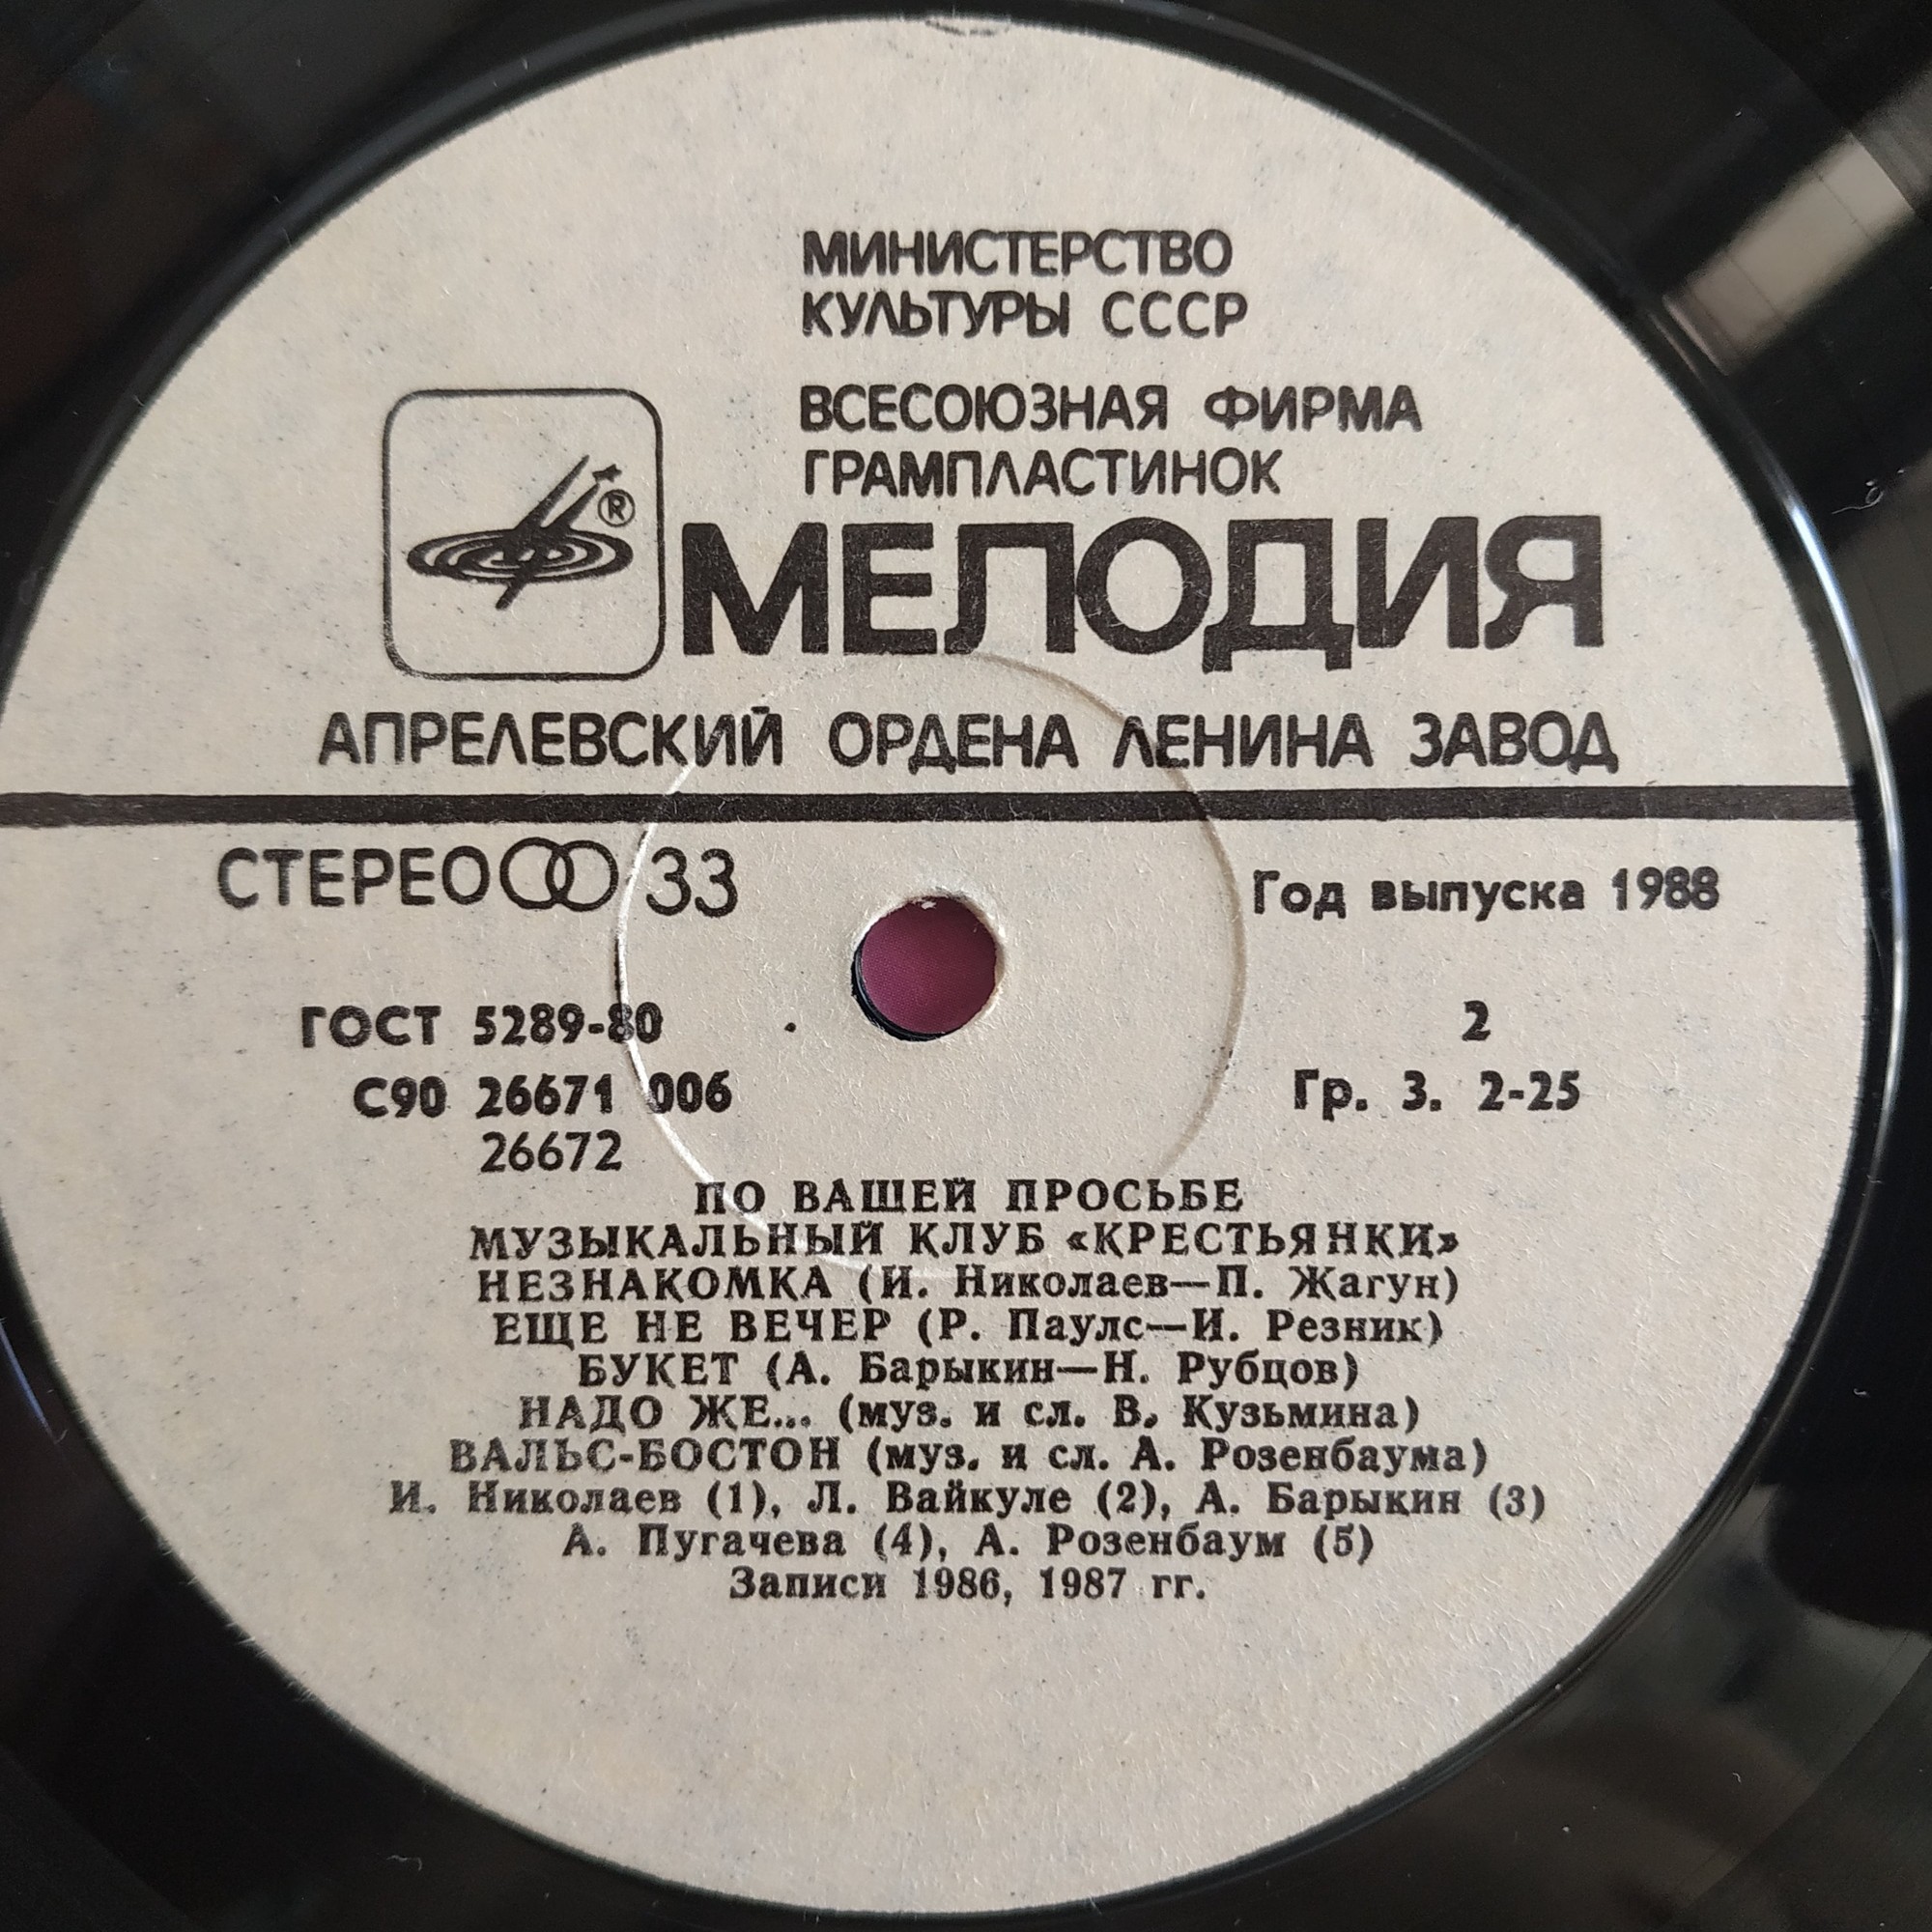 МИНИСТЕРСТВО
КУЛЬТУРЫ СССР
ВСЕСОЮЗНАЯ ФИРМА
ГРАМПЛАСТИНОК
®
МЕЛОДИЯ
АПРЕЛЕВСКИЙ ОРДЕНА ЛЕНИНА ЗАВОД
СТЕРЕО 33
Год выпуска 1988
ГОСТ 5289-80
2
С90 26671 006
Гр. 3. 2-25
26672
ПО ВАШЕЙ ПРОСЬБЕ
МУЗЫКАЛЬНЫЙ КЛУБ «КРЕСТЬЯНКИ»
НЕЗНАКОМКА (И. Николаев—П. Жагун)
ЕЩЕ НЕ ВЕЧЕР (Р. Паулс—И. Резник)
БУКЕТ (А. Барыкин—Н. Рубцов)
НАДО ЖЕ... (муз. и сл. В. Кузьмина)
ВАЛЬС-БОСТОН (муз. и сл. А. Розенбаума)
И. Николаев (1), Л. Вайкуле (2), А. Барыкин (3)
А. Пугачева (4), А. Розенбаум (5)
Записи 1986, 1987 гг.